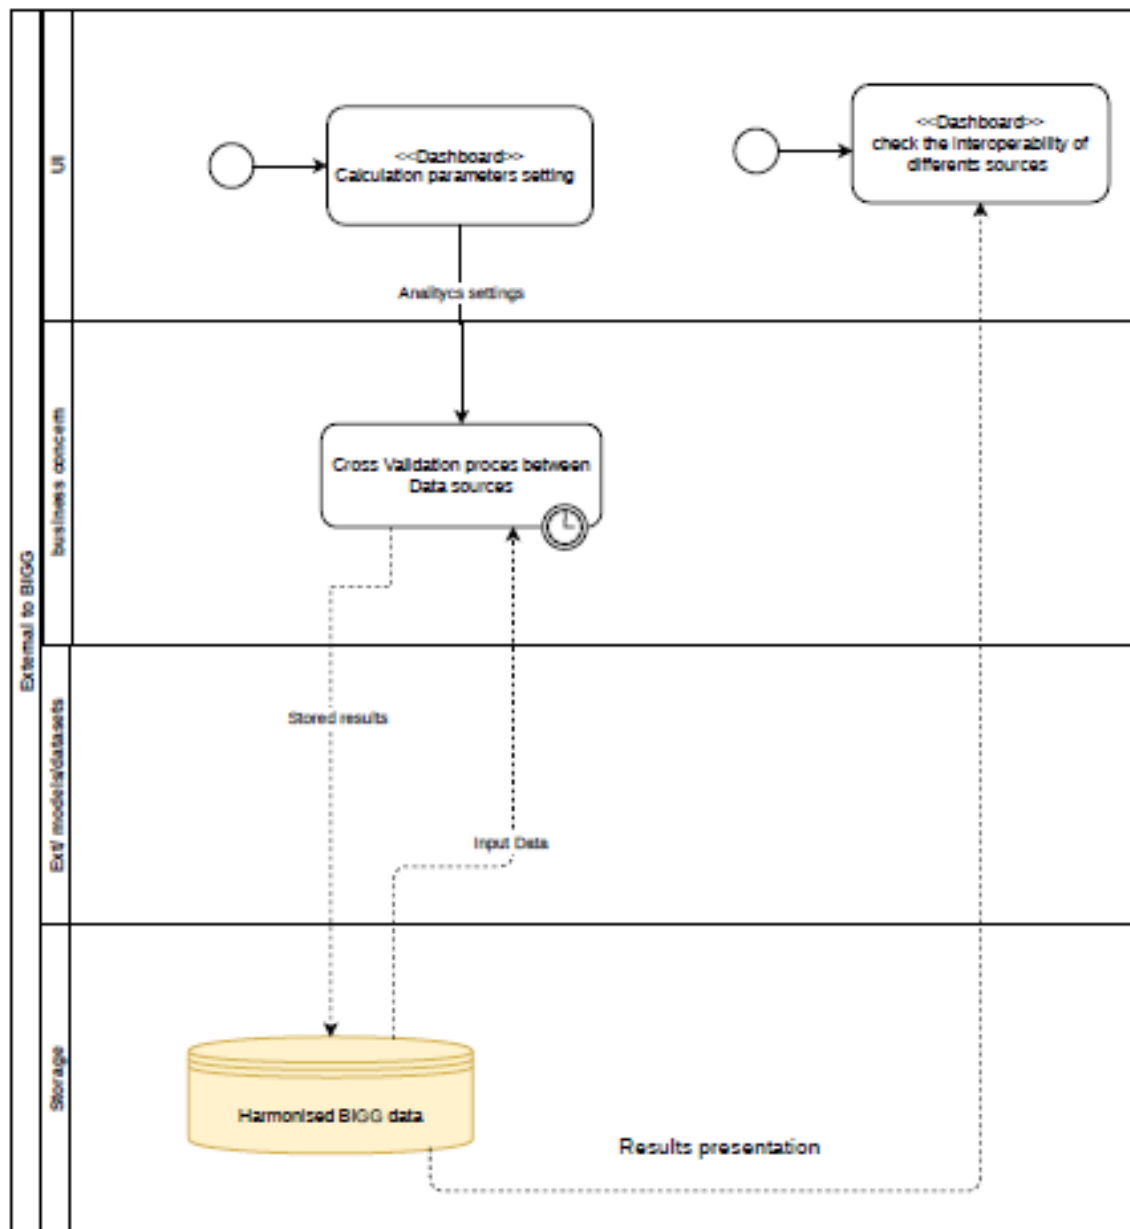 External to BIGG
UI
<<Dashboard>>
Calculation parameters setting
<<Dashboard>>
check the interoperability of
differents sources
Analitycs settings
business concern
Cross Validation proces between
Data sources
Ext/ models/datasets
Stored results
Input Data
Storage
Harmonised BIGG data
Results presentation